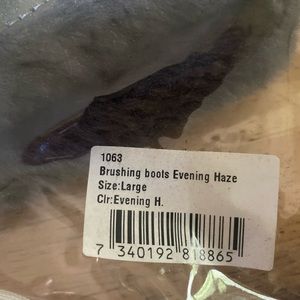 1063
Brushing boots Evening Haze
Size:Large
Clr:Evening H.
7 340192 818865